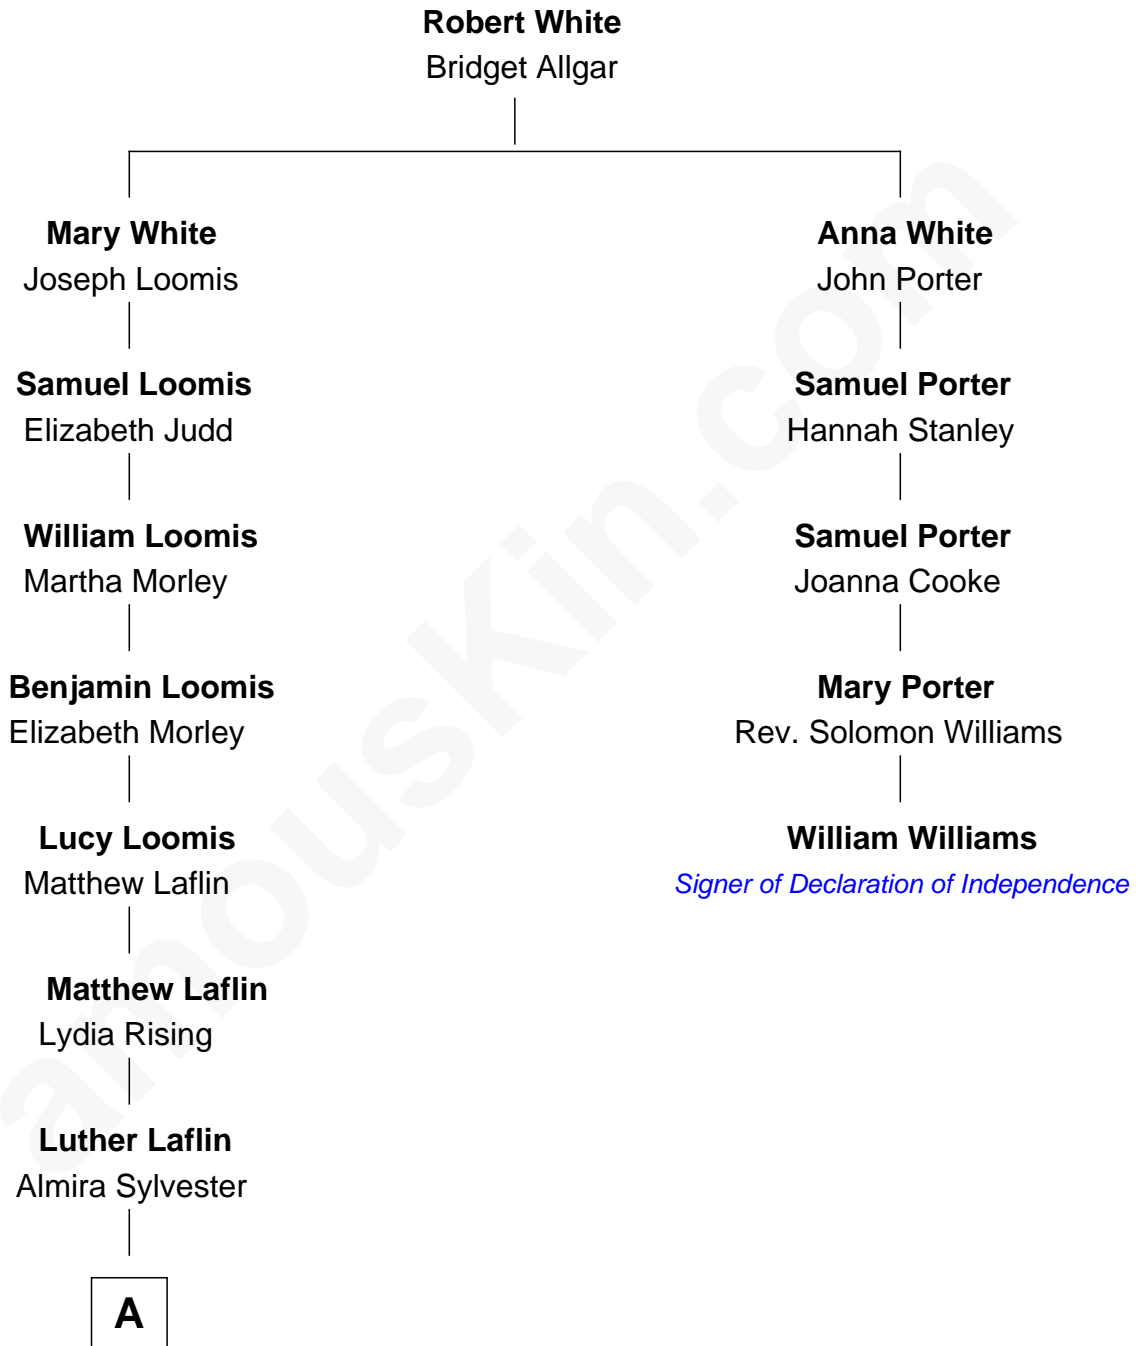 Robert White
Bridget Allgar
Mary White
Joseph Loomis
Samuel Loomis
Elizabeth Judd
William Loomis
Martha Morley
Benjamin Loomis
Elizabeth Morley
Lucy Loomis
Matthew Laflin
Matthew Laflin
Lydia Rising
Luther Laflin
Almira Sylvester
A
Anna White
John Porter
Samuel Porter
Hannah Stanley
Samuel Porter
Joanna Cooke
Mary Porter
Rev. Solomon Williams
William Williams
Signer of Declaration of Independence
amousKin.com